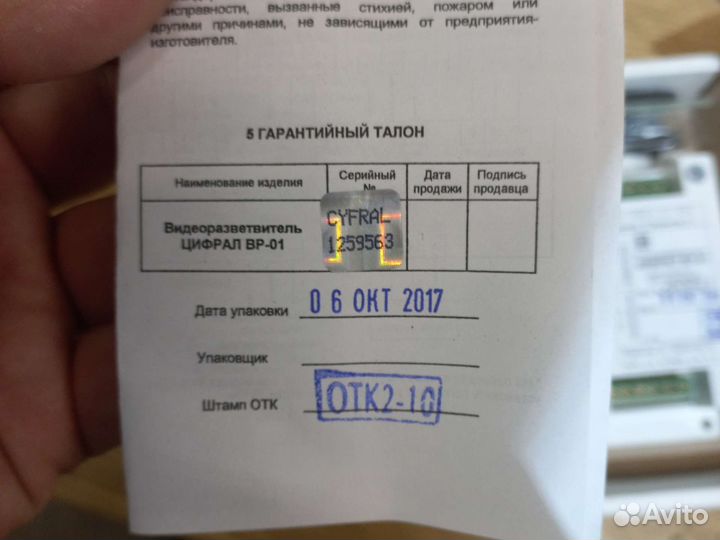 неисправности, вызванные стихией, пожаром или
другими причинами, не зависящими от предприятия-
изготовителя.
5 ГАРАНТИЙНЫЙ ТАЛОН
Наименование изделия
Серийный
№
Дата
продажи
Подпись
продавца
Видеоразветвитель
ЦИФРАЛ ВР-01
CYFRAL
1259563
Дата упаковки 06 ОКТ 2017
Упаковщик
Штамп ОТК ОТК2-10
Avito